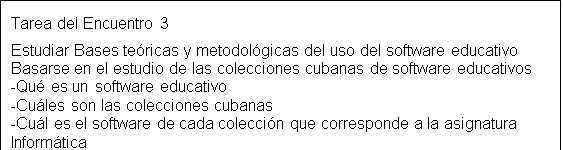 Tarea del Encuentro 3
Estudiar Bases teóricas y metodológicas del uso del software educativo
Basarse en el estudio de las colecciones cubanas de software educativos
-Qué es un software educativo
-Cuáles son las colecciones cubanas
-Cuál es el software de cada colección que corresponde a la asignatura
Informática